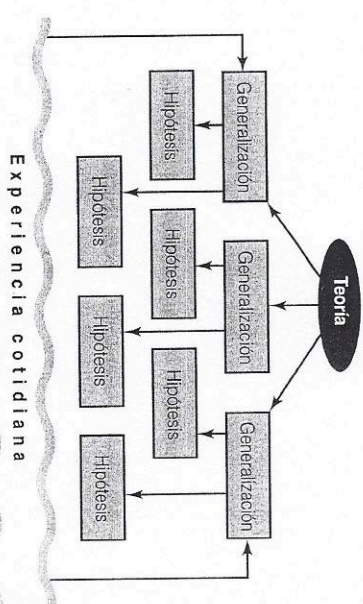 Teoría
Generalización
Generalización
Generalización
Hipótesis
Hipótesis
Hipótesis
Hipótesis
Hipótesis
Hipótesis
Experiencia cotidiana